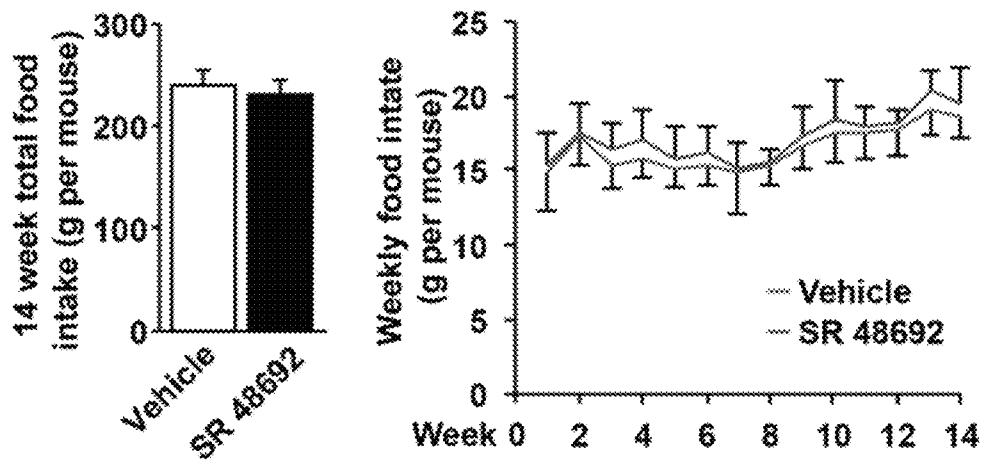 14 week total food
intake (g per mouse)
300
200
100
0
Vehicle
SR 48692
Weekly food intate
(g per mouse)
25
20
15
10
5
0
Vehicle
SR 48692
Week 0 2 4 6 8 10 12 14